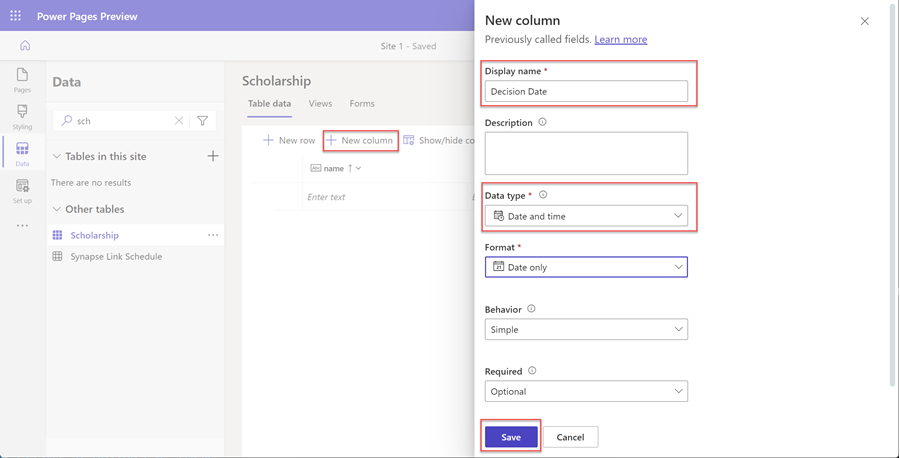 Power Pages Preview
Site 1 - Saved
Pages
Styling
Data
Set up
Data
sch
Tables in this site
There are no results
Other tables
Scholarship
Synapse Link Schedule
Scholarship
Table data Views Forms
New row New column Show/hide co
Abc name
Enter text
New column
Previously called fields. Learn more
Display name *
Decision Date
Description
Data type *
Date and time
Format *
Date only
Behavior
Simple
Required
Optional
Save Cancel